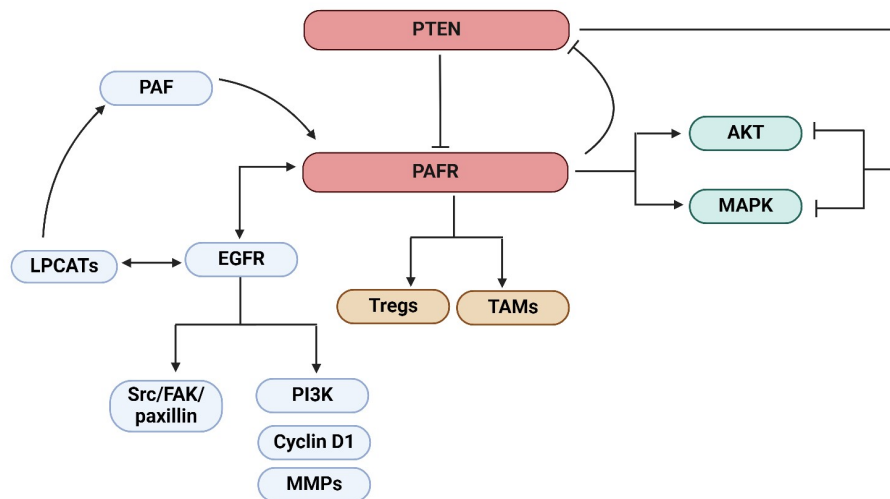 PTEN
PAF
PAFR
AKT
MAPK
LPCATs
EGFR
Tregs
TAMs
Src/FAK/
paxillin
PI3K
Cyclin D1
MMPs